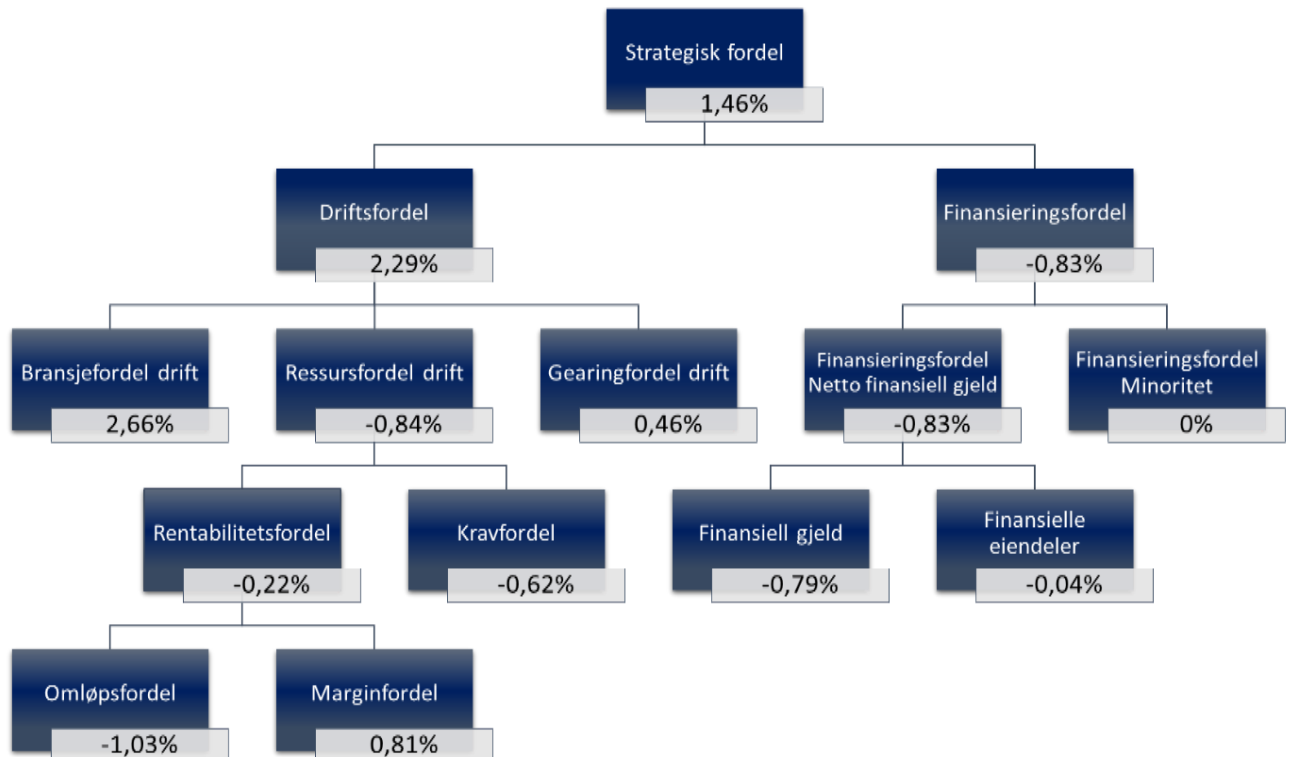 Strategisk fordel
1,46%
Driftsfordel
2,29%
Finansieringsfordel
-0,83%
Bransjefordel drift
2,66%
Ressursfordel drift
-0,84%
Gearingfordel drift
0,46%
Finansieringsfordel
Netto finansiell gjeld
-0,83%
Finansieringsfordel
Minoritet
0%
Rentabilitetsfordel
-0,22%
Kravfordel
-0,62%
Finansiell gjeld
-0,79%
Finansielle
eiendeler
-0,04%
Omløpsfordel
-1,03%
Marginfordel
0,81%